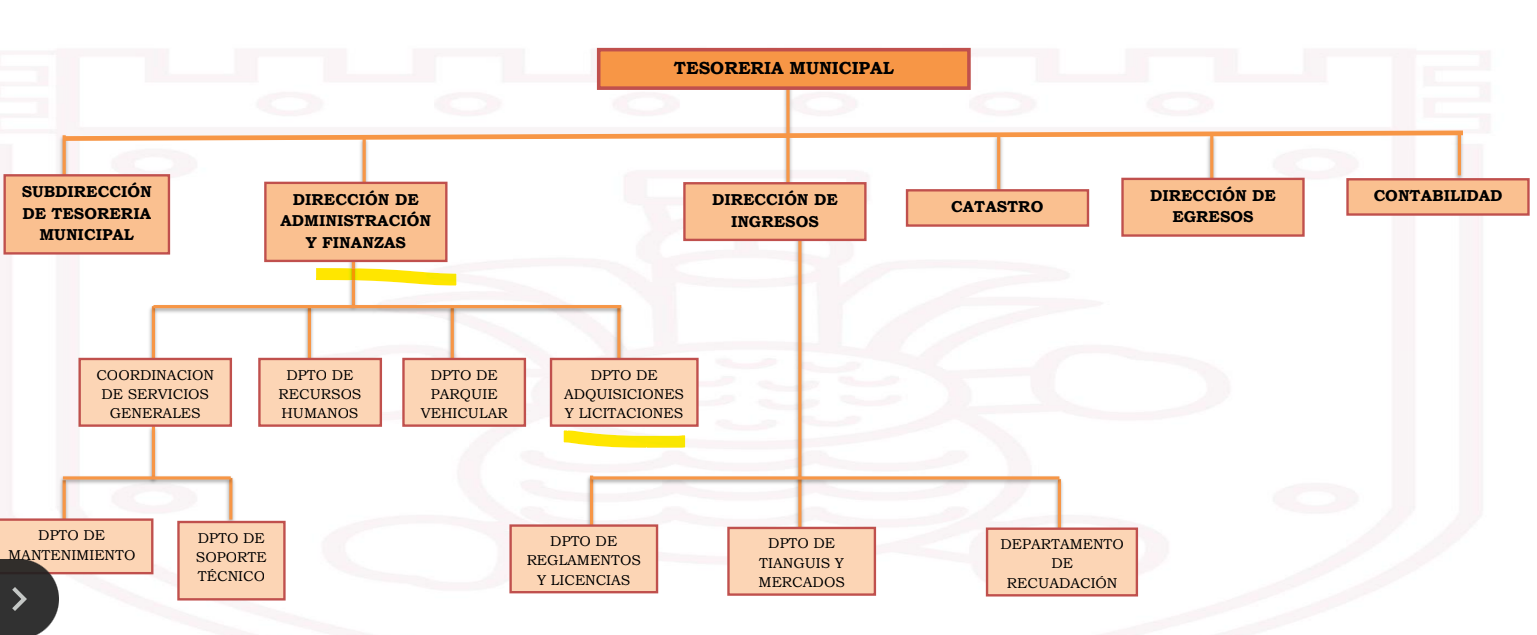 TESORERIA MUNICIPAL
SUBDIRECCIÓN
DE TESORERIA
MUNICIPAL
DIRECCIÓN DE
ADMINISTRACIÓN
Y FINANZAS
DIRECCIÓN DE
INGRESOS
CATASTRO
DIRECCIÓN DE
EGRESOS
CONTABILIDAD
COORDINACION
DE SERVICIOS
GENERALES
DPTO DE
RECURSOS
HUMANOS
DPTO DE
PARQUIE
VEHICULAR
DPTO DE
ADQUISICIONES
Y LICITACIONES
DPTO DE
MANTENIMIENTO
DPTO DE
SOPORTE
TÉCNICO
DPTO DE
REGLAMENTOS
Y LICENCIAS
DPTO DE
TIANGUIS Y
MERCADOS
DEPARTAMENTO
DE
RECUADACIÓN